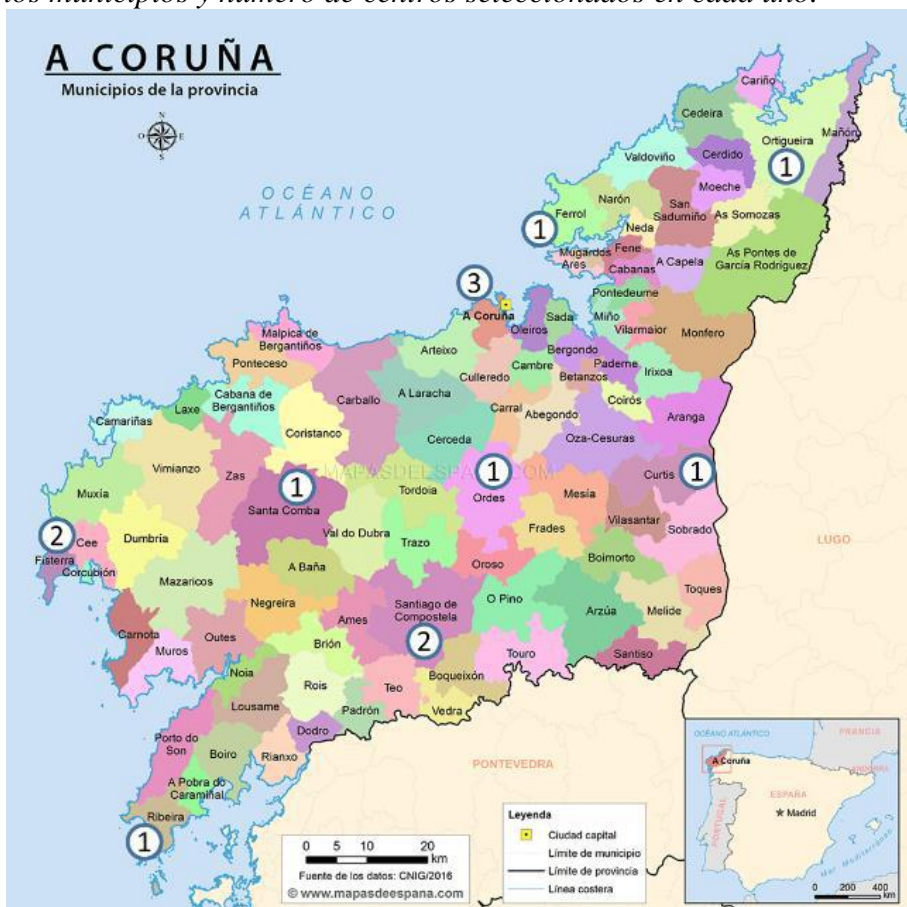 los municipios y número de centros seleccionados en cada uno.
A CORUÑA
Municipios de la provincia
N
O
E
S
OCÉANO
ATLÁNTICO
Cariño
Cedeira
Ortigueira
Mañón
Valdoviño
Cerdido
1
Moeche
Ferrol
Narón
San
Sadurniño
As Somozas
1
Neda
Mugardos
Fene
Ares
Cabanas
A Capela
As Pontes de
García Rodríguez
3
Pontedeume
A Coruña
Oleiros
Sada
Miño
Vilarmaior
Monfero
Malpica de
Bergantiños
Ponteceso
Arteixo
Bergondo
Culleredo
Cambre
Paderne
Betanzos
Irixoa
Cabana de
Bergantiños
Carballo
A Laracha
Laxe
Carral
Abegondo
Coirós
Aranga
Camariñas
Coristanco
Cerceda
Oza-Cesuras
Vimianzo
Zas
MAPASDELESPAÑA.COM
1
1
Curtis
1
Muxía
Tordoia
Ordes
Mesía
Santa Comba
Vilasantar
Val do Dubra
Frades
Sobrado
2
Cee
Dumbría
Trazo
LUGO
Fisterra
Corcubión
A Baña
Oroso
Boimorto
Mazaricos
Toques
Negreira
Santiago de
Compostela
O Pino
Arzúa
Melide
Ames
Carnota
Outes
2
Muros
Brión
Touro
Santiso
Boqueixón
Noia
Rois
Teo
Lousame
Padrón
Vedra
Porto do
Son
Dodro
Boiro
Rianxo
PONTEVEDRA
A Pobra do
Caramiñal
Ribeira
1
0 5 10 20
km
Fuente de los datos: CNIG/2016
© www.mapasdeespana.com
Leyenda
Ciudad capital
Límite de municipio
Límite de provincia
Línea costera
OCÉANO ATLÁNTICO
FRANCIA
A Coruña
ANDORRA
ESPAÑA
Madrid
PORTUGAL
Mar Mediterráneo
0 200 400
km